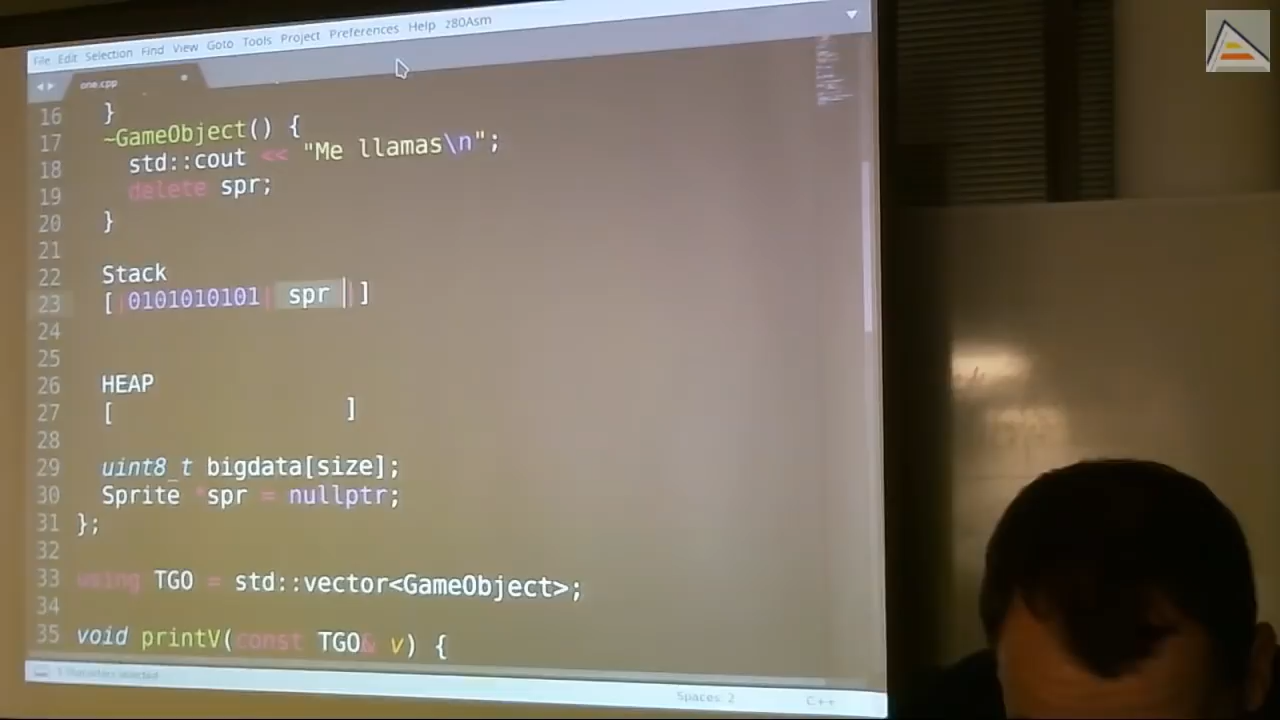 File Edit Selection Find View Goto Tools Project Preferences Help z80Asm
one.cpp
16 }
17 ~GameObject() {
18 std::cout << "Me llamas\n";
19 delete spr;
20 }
21
22 Stack
23 [|0101010101| spr | ]
24
25
26 HEAP
27 [ ]
28
29 uint8_t bigdata[size];
30 Sprite *spr = nullptr;
31 };
32
33 using TGO = std::vector<GameObject>;
34
35 void printV(const TGO& v) {
Spaces: 2 C++